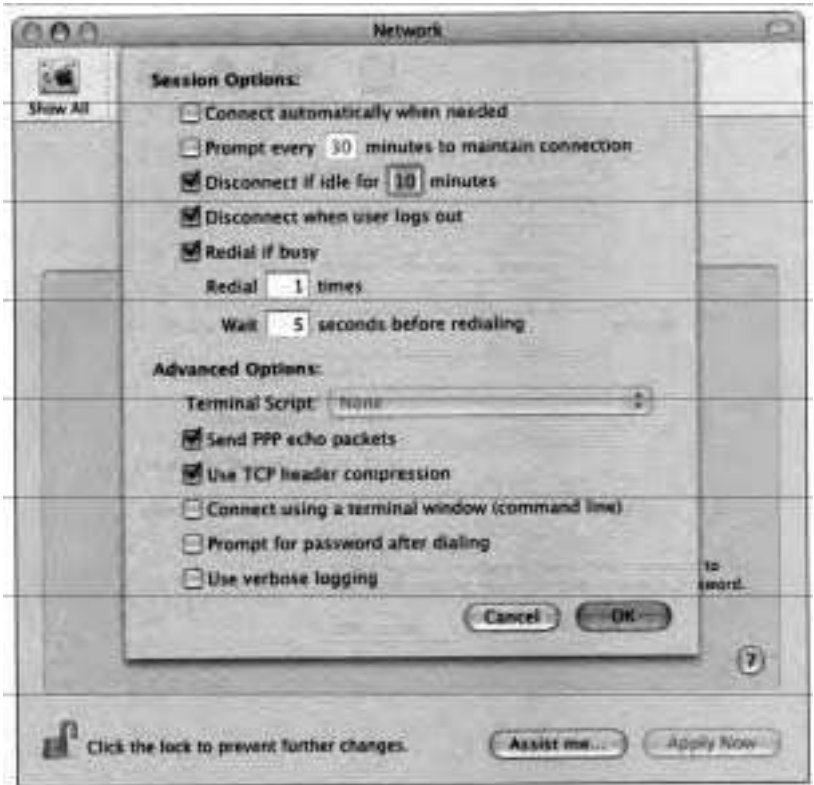 Network
Show All
Session Options:
Connect automatically when needed
Prompt every 30 minutes to maintain connection
Disconnect if idle for 10 minutes
Disconnect when user logs out
Redial if busy
Redial 1 times
Wait 5 seconds before redialing
Advanced Options:
Terminal Script: None
Send PPP echo packets
Use TCP header compression
Connect using a terminal window (command line)
Prompt for password after dialing
Use verbose logging
to
sword.
Cancel OK
?
Click the lock to prevent further changes.
Assist me... Apply Now